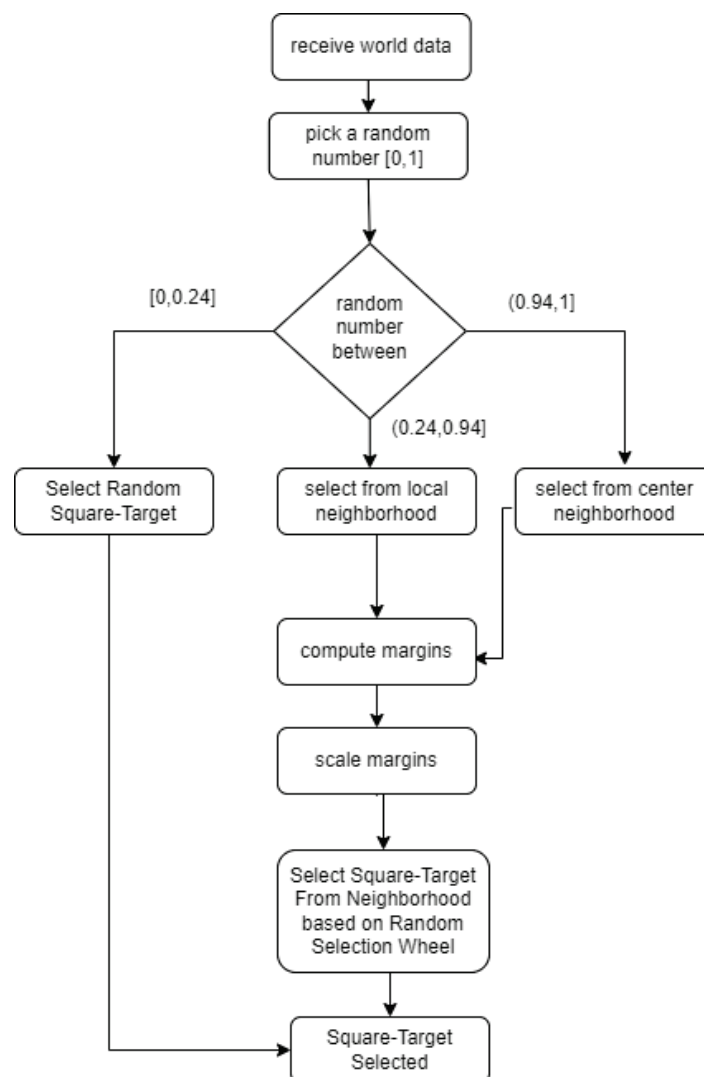 receive world data
pick a random
number [0,1]
[0,0.24]
(0.94,1]
random
number
between
(0.24,0.94]
Select Random
Square-Target
select from local
neighborhood
select from center
neighborhood
compute margins
scale margins
Select Square-Target
From Neighborhood
based on Random
Selection Wheel
Square-Target
Selected